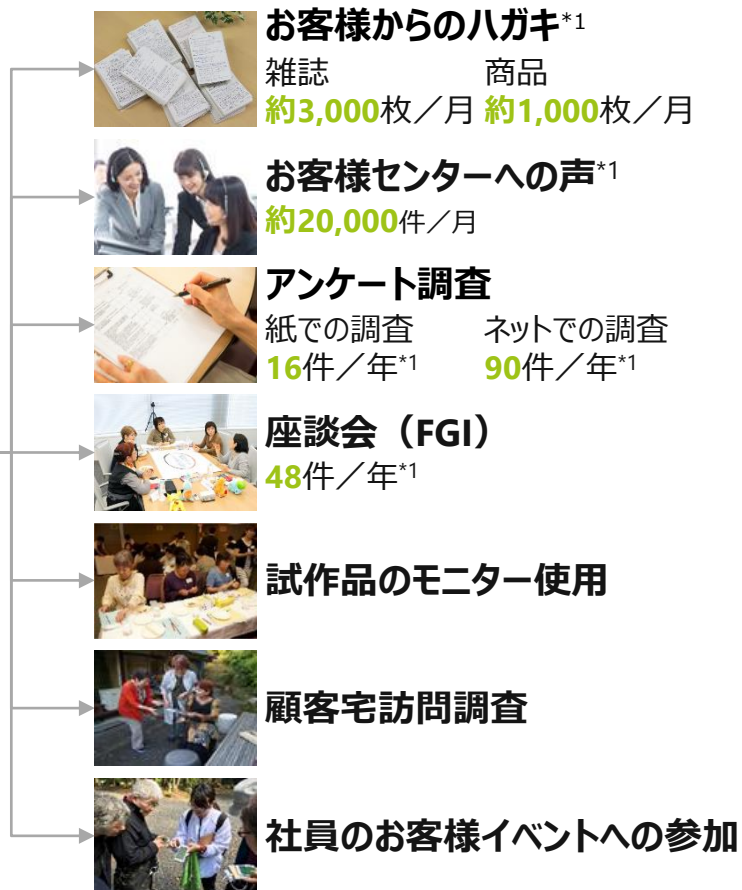 お客様からのハガキ*1
雑誌 商品
約3,000枚／月 約1,000枚／月
お客様センターへの声*1
約20,000件／月
アンケート調査
紙での調査 ネットでの調査
16件／年*1 90件／年*1
座談会（FGI）
48件／年*1
試作品のモニター使用
顧客宅訪問調査
社員のお客様イベントへの参加